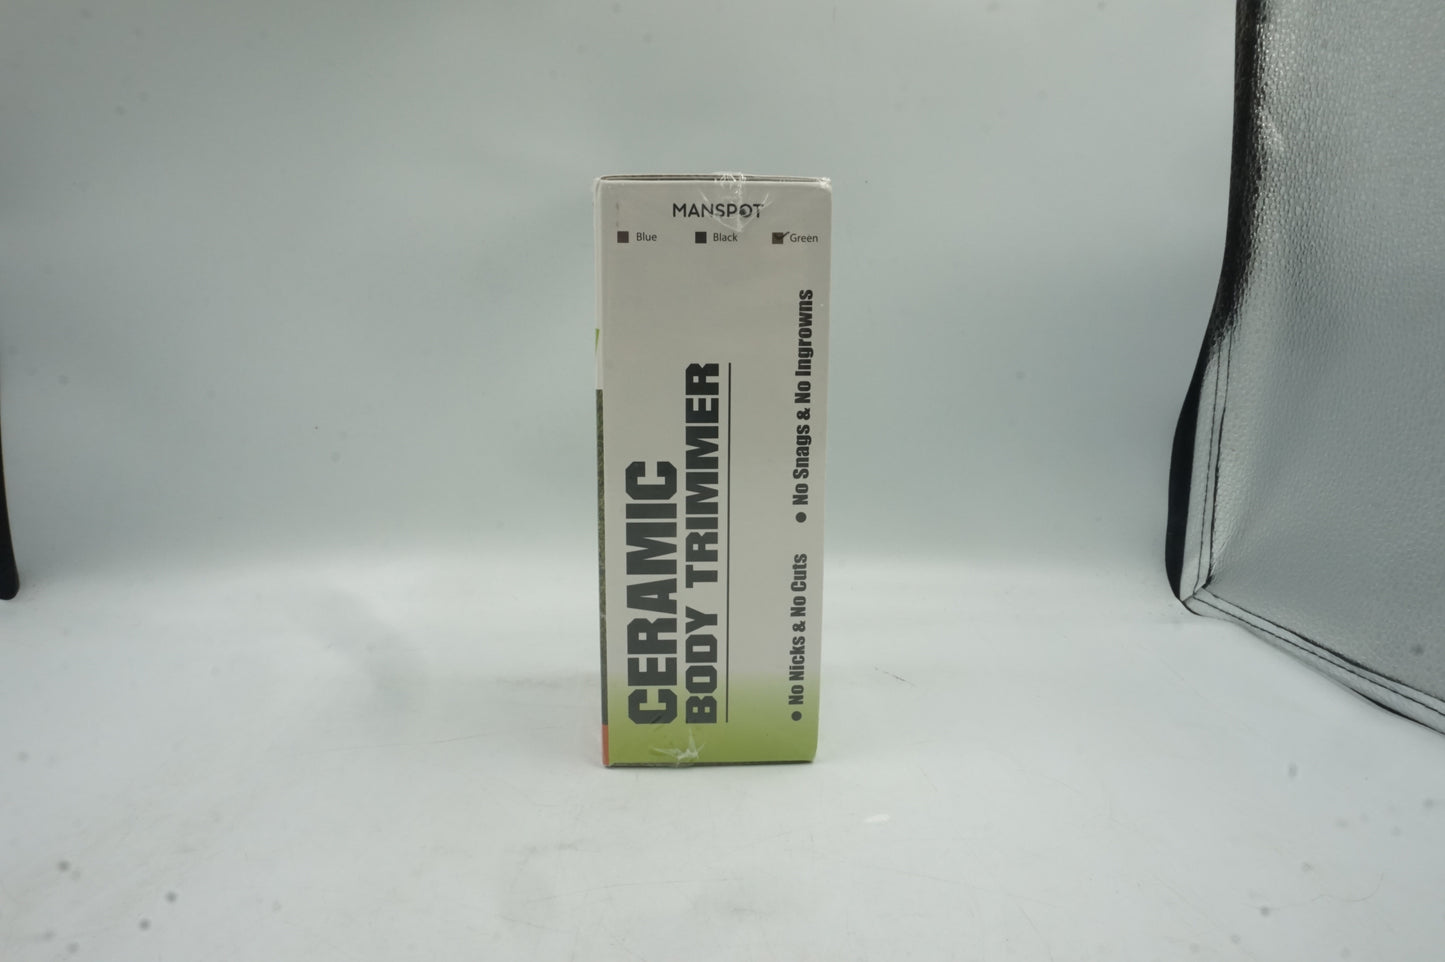 MANSPOT
Blue Black Green
CERAMIC
BODY TRIMMER
• No Nicks & No Cuts • No Snags & No Ingrowns